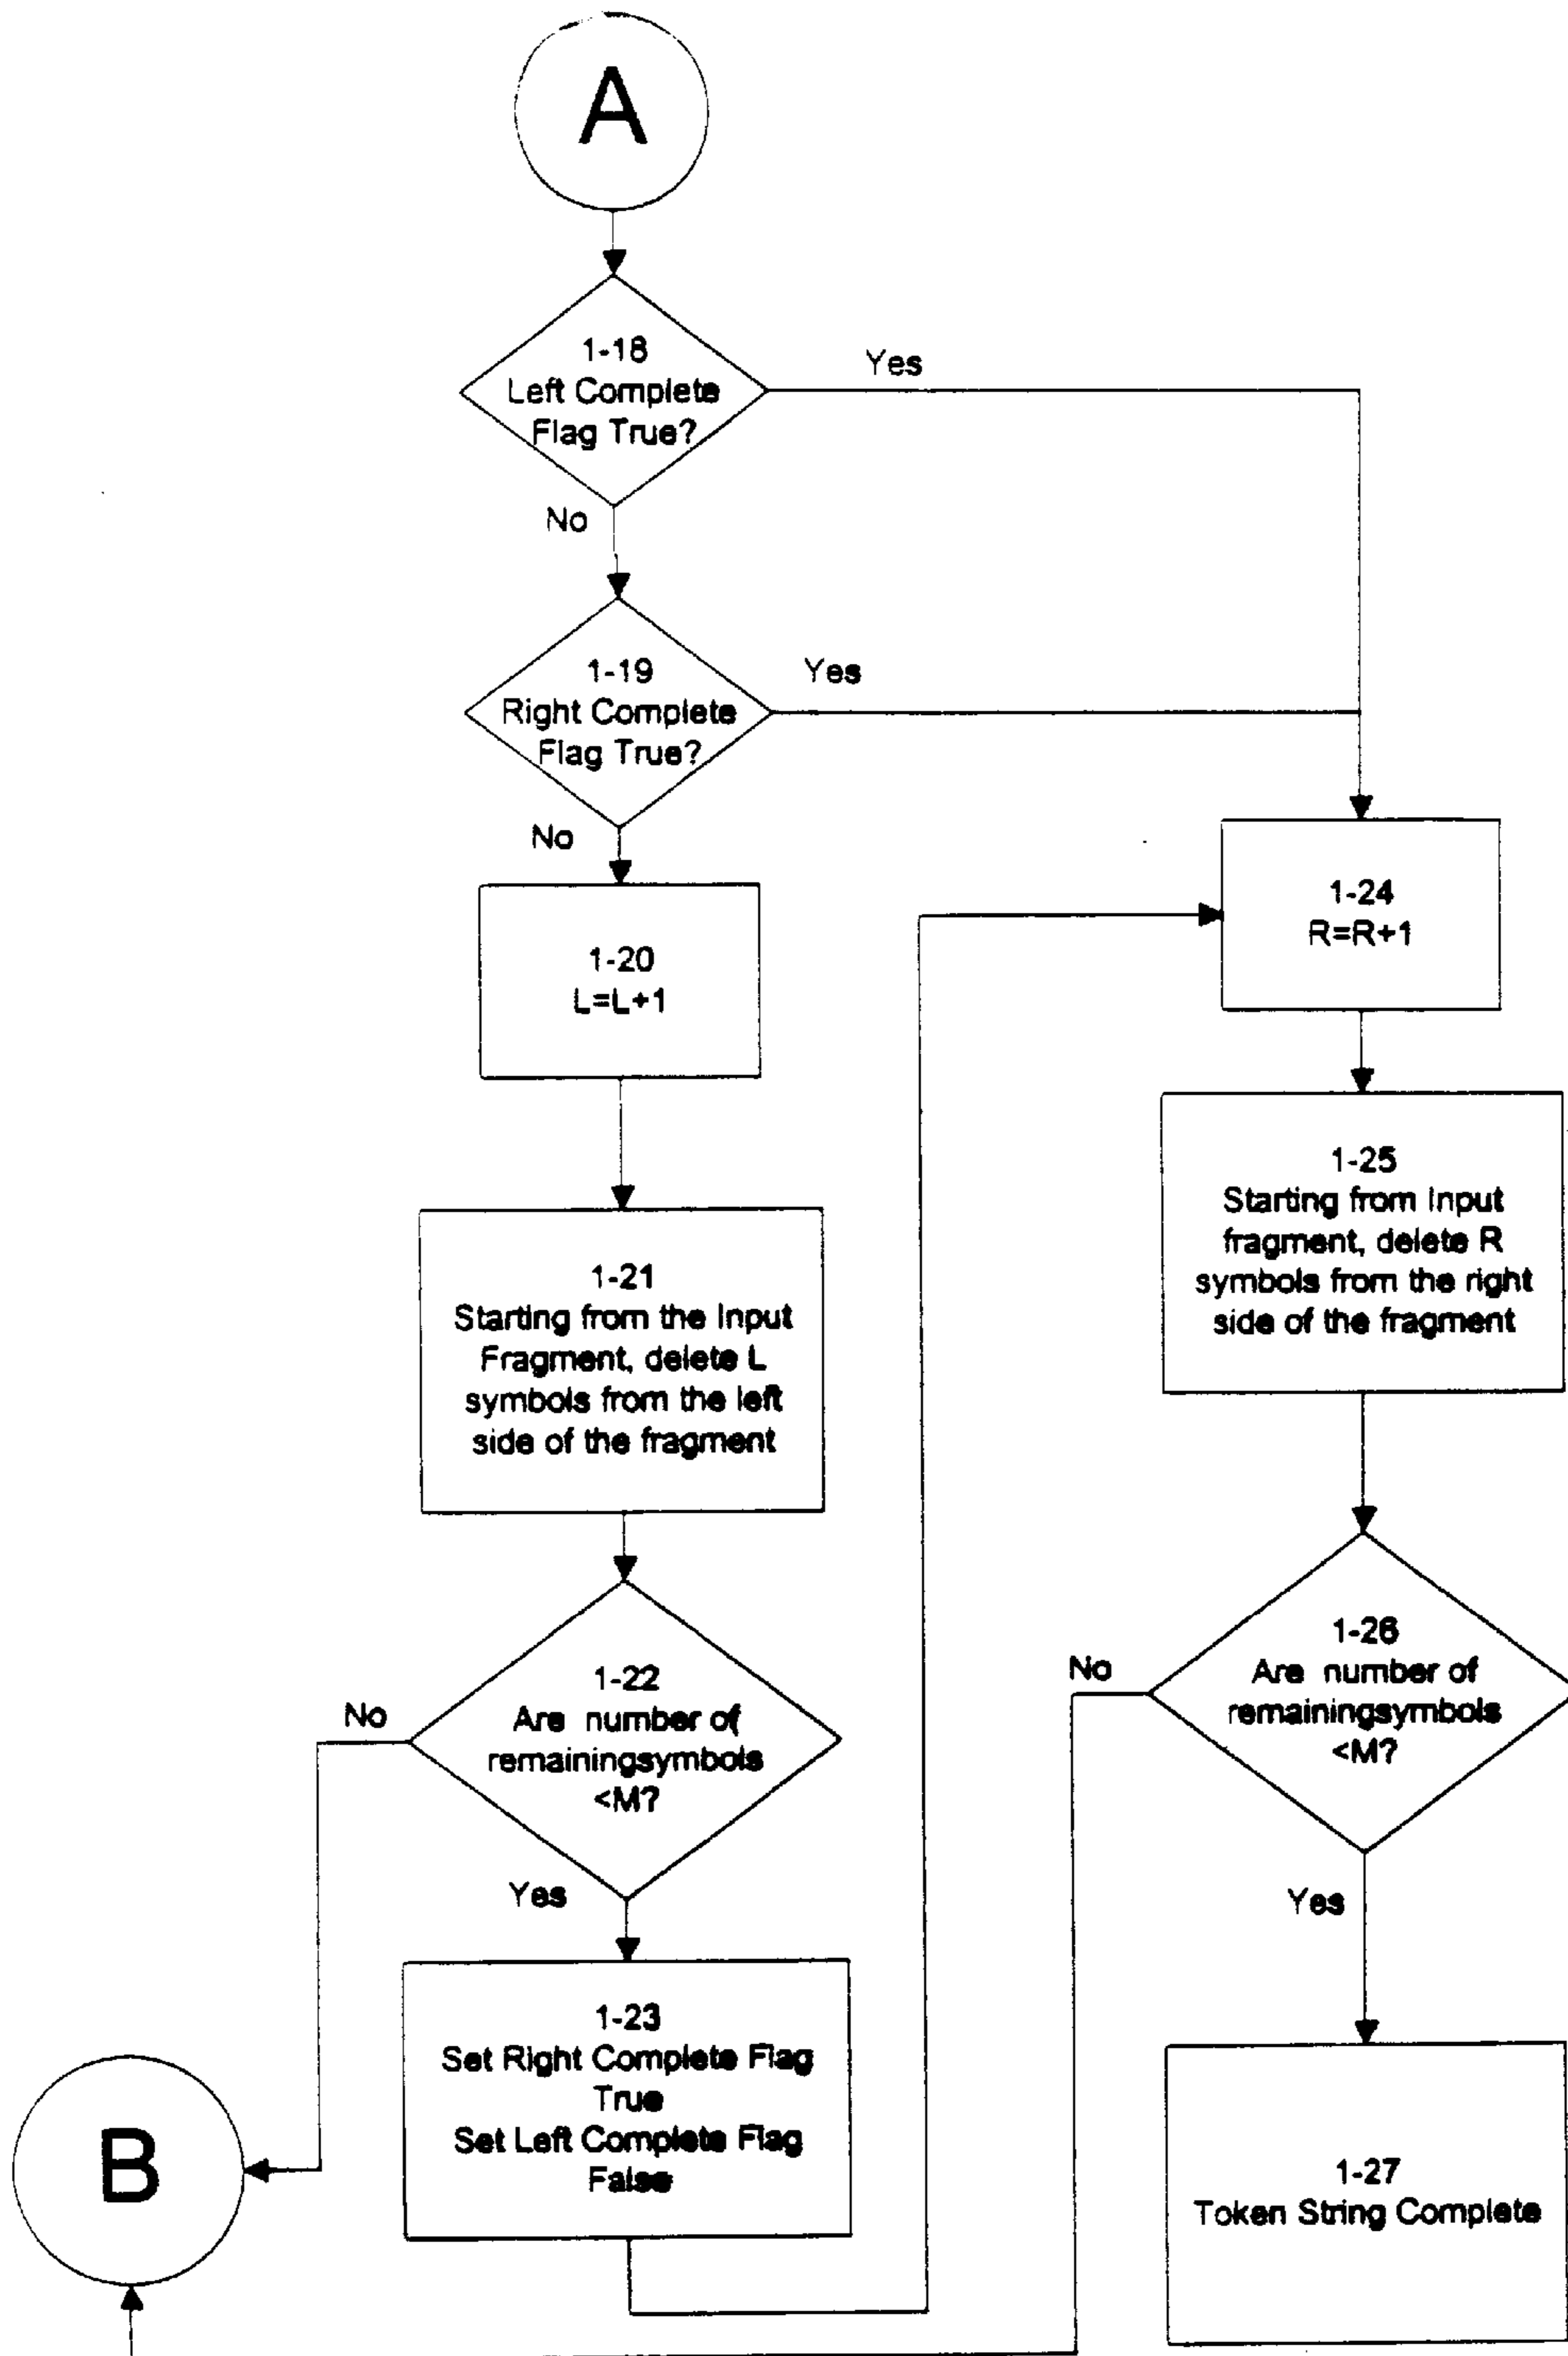 A
1-18
Left Complete
Flag True?
Yes
No
1-19
Right Complete
Flag True?
Yes
No
1-20
L=L+1
1-21
Starting from the Input
Fragment, delete L
symbols from the left
side of the fragment
1-22
Are number of
remainingsymbols
<M?
No
Yes
1-23
Set Right Complete Flag
True
Set Left Complete Flag
False
B
1-24
R=R+1
1-25
Starting from Input
fragment, delete R
symbols from the right
side of the fragment
1-26
Are number of
remainingsymbols
<M?
No
Yes
1-27
Token String Complete